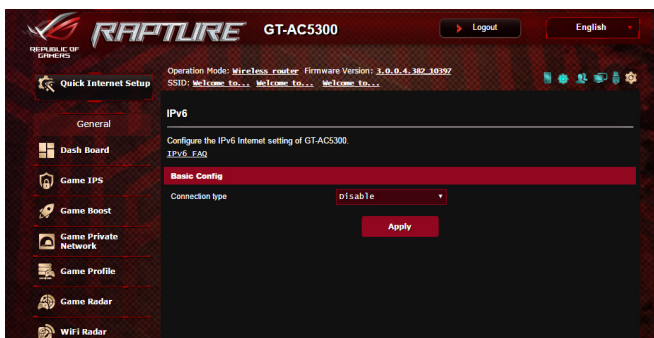 REPUBLIC OF
GAMERS
RAPTURE
GT-AC5300
Logout
English
Quick Internet Setup
Operation Mode: Wireless router Firmware Version: 3.0.0.4.382_10397
SSID: Welcome to... Welcome to... Welcome to...
General
Dash Board
Game IPS
Game Boost
Game Private
Network
Game Profile
Game Radar
WiFi Radar
IPv6
Configure the IPv6 Internet setting of GT-AC5300.
IPv6 FAQ
Basic Config
Connection type
Disable
Apply